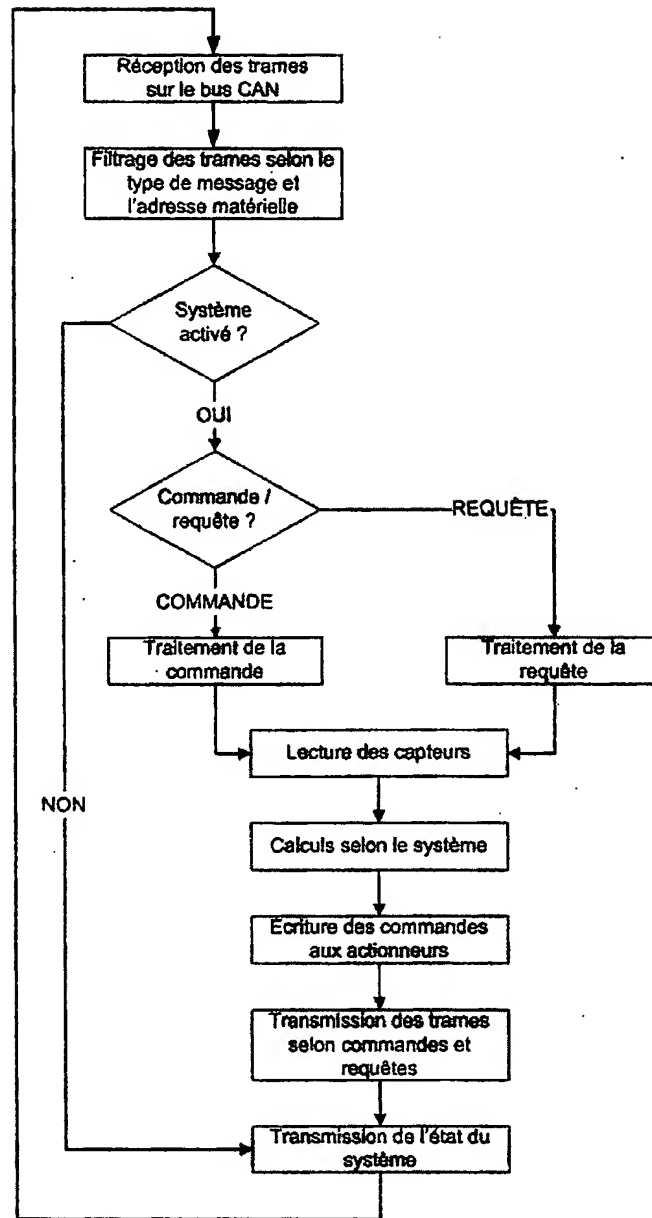 Réception des trames
sur le bus CAN
Filtrage des trames selon le
type de message et
l'adresse matérielle
Système
activé ?
OUI
Commande /
requête ?
REQUÊTE
COMMANDE
Traitement de la
commande
Traitement de la
requête
Lecture des capteurs
NON
Calculs selon le système
Ecriture des commandes
aux actionneurs
Transmission des trames
selon commandes et
requêtes
Transmission de l'état du
système